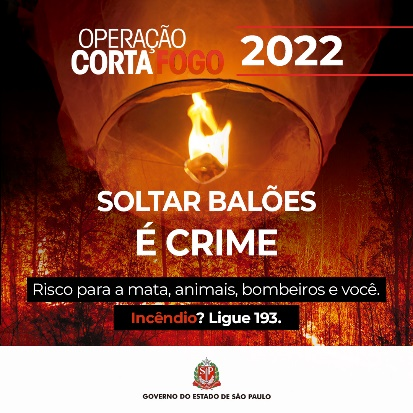 OPERAÇÃO
CORTA FOGO 2022
SOLTAR BALÕES
É CRIME
Risco para a mata, animais, bombeiros e você.
Incêndio? Ligue 193.
GOVERNO DO ESTADO DE SÃO PAULO